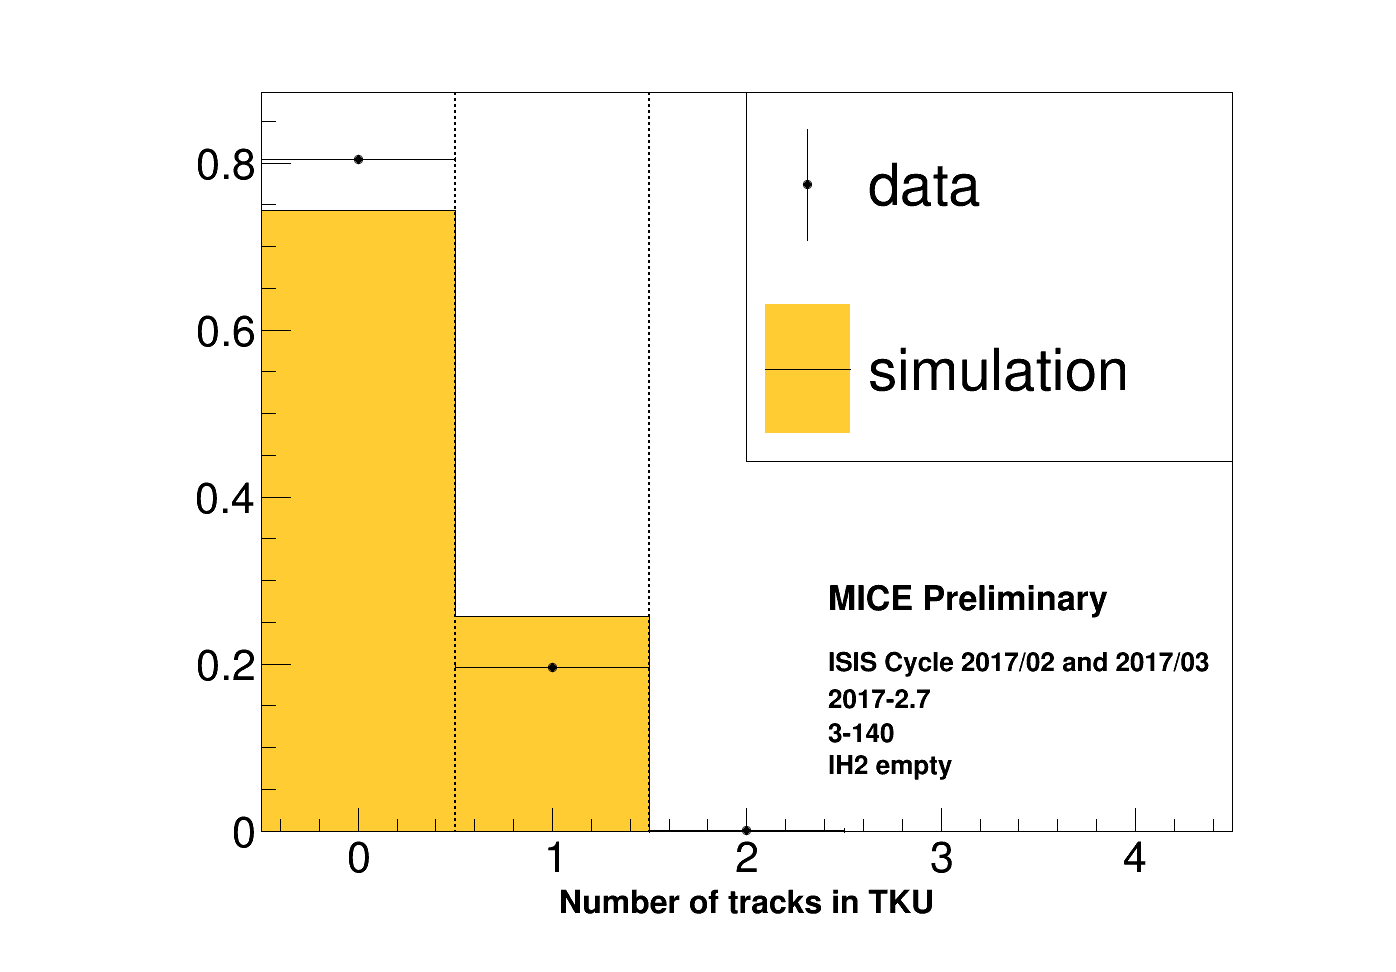 data
simulation
0.8
0.6
0.4
0.2
0
MICE Preliminary
ISIS Cycle 2017/02 and 2017/03
2017-2.7
3-140
IH2 empty
0 1 2 3 4
Number of tracks in TKU